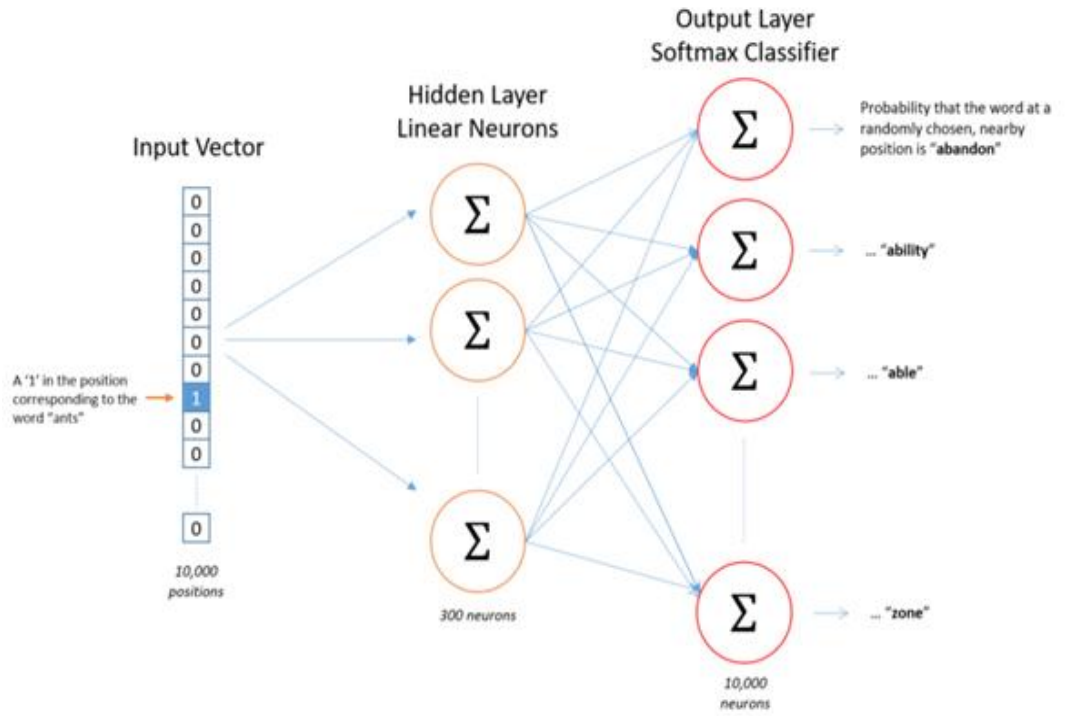 Output Layer
Softmax Classifier
Hidden Layer
Linear Neurons
Input Vector
Probability that the word at a
randomly chosen, nearby
position is “abandon”
0
0
0
0
0
0
0
1
0
0
0
A ‘1’ in the position
corresponding to the
word “ants”
10,000
positions
Σ
Σ
Σ
300 neurons
Σ
Σ
Σ
Σ
... “ability”
... “able”
... “zone”
10,000
neurons